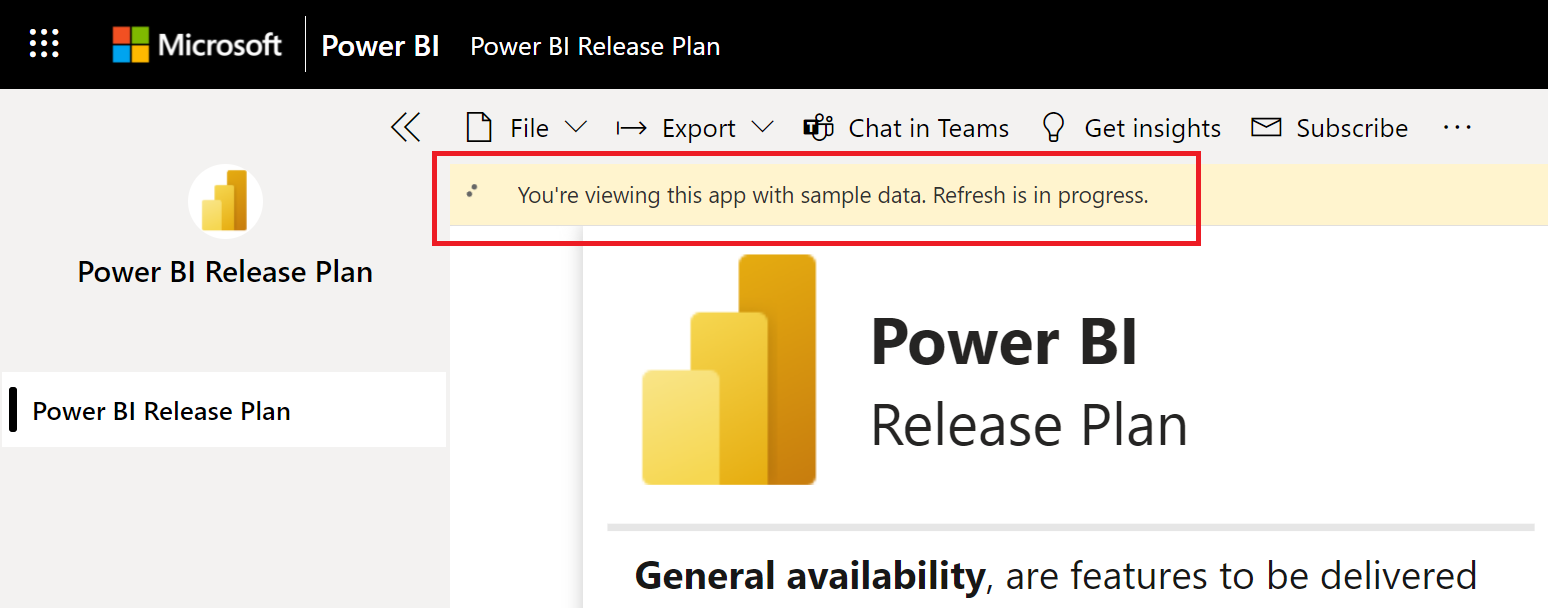 Microsoft Power BI Power BI Release Plan
File Export Chat in Teams Get insights Subscribe ...
You're viewing this app with sample data. Refresh is in progress.
Power BI Release Plan
Power BI Release Plan
Power BI
Release Plan
General availability, are features to be delivered